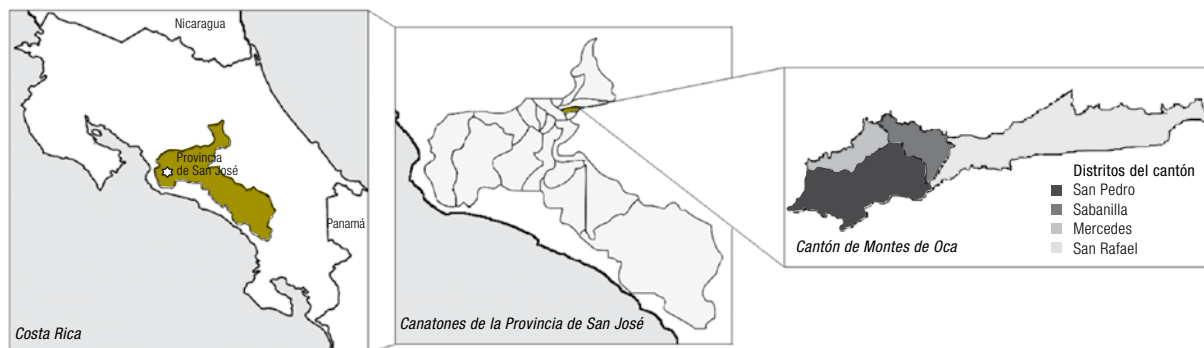 Nicaragua
Provincia
de San José
Panamá
Costa Rica
Canatones de la Provincia de San José
Cantón de Montes de Oca
Distritos del cantón
San Pedro
Sabanilla
Mercedes
San Rafael